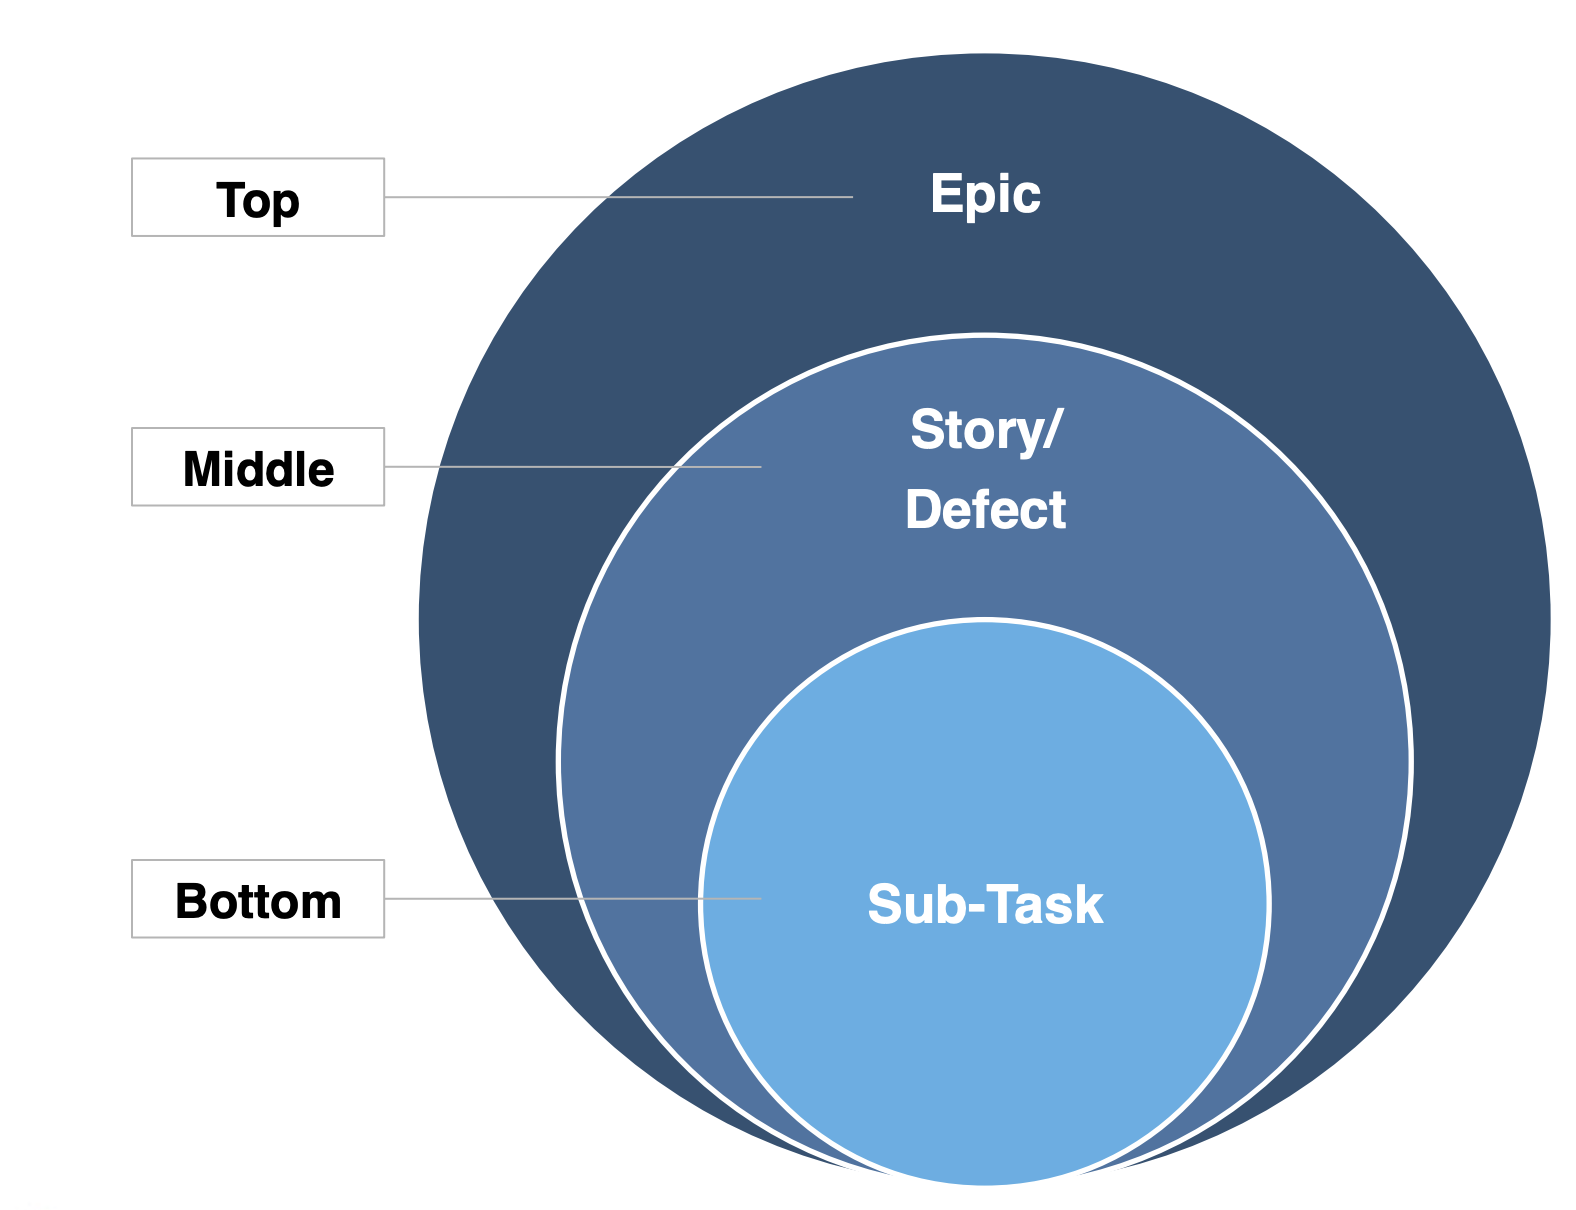 Top
Epic
Story/
Defect
Middle
Bottom
Sub-Task